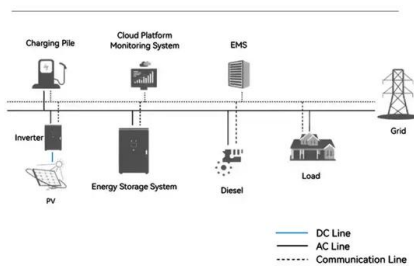 Charging Pile
Cloud Platform
Monitoring System
EMS
Inverter
Grid
PV
Energy Storage System
Diesel
Load
DC Line
AC Line
Communication Line